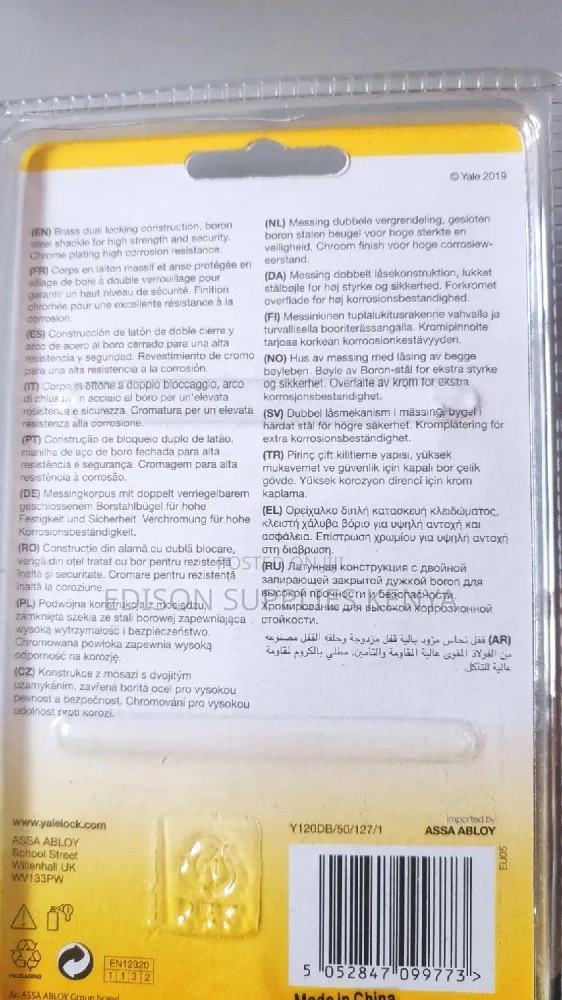 © Yale 2019
(EN) Brass dual locking construction, boron
steel shackle for high strength and security.
Chrome plating high corrosion resistance.
(FR) Corps en laiton massif et anse protégée en
alliage de bore à double verrouillage pour
garantir un haut niveau de sécurité. Finition
chromée pour une excellente résistance à la
corrosion.
(ES) Construcción de latón de doble cierre y
arco de acero al boro cerrado para una alta
resistencia y seguridad. Revestimiento de cromo
para una alta resistencia a la corrosión.
(IT) Corpo in ottone a doppio bloccaggio, arco
di chiusura in acciaio al boro per un'elevata
resistenza e sicurezza. Cromatura per un elevata
resistenza alla corrosione.
(PT) Construção de bloqueio duplo de latão,
manilha de aço de boro fechada para alta
resistência e segurança. Cromagem para alta
resistência à corrosão.
(DE) Messingkorpus mit doppelt verriegelbarem
geschlossenem Borstahlbügel für hohe
Festigkeit und Sicherheit. Verchromung für hohe
Korrosionsbeständigkeit.
(RO) Construcție din alamă cu dublă blocare,
verigă din oțel tratat cu bor pentru rezistență
înaltă și securitate. Cromare pentru rezistență
înaltă la coroziune.
(PL) Podwójna konstrukcja z mosiądzu,
zamknięta szekla ze stali borowej zapewniająca
wysoką wytrzymałość i bezpieczeństwo.
Chromowana powłoka zapewnia wysoką
odporność na korozję.
(CZ) Konstrukce z mosazi s dvojitým
uzamykáním, zavřená boritá ocel pro vysokou
pevnost a bezpečnost. Chromování pro vysokou
odolnost proti korozi.
(NL) Messing dubbele vergrendeling, gesloten
boron stalen beugel voor hoge sterkte en
veiligheid. Chroom finish voor hoge corrosiew-
eerstand.
(DA) Messing dobbelt låsekonstruktion, lukket
stålbøjle for høj styrke og sikkerhed. Forkromet
overflade for høj korrosionsbestandighed.
(FI) Messinkinen tuplalukitusrakenne vahvalla ja
turvallisella booriterässangalla. Kromipinnoite
tarjoaa korkean korroosionkestävyyden.
(NO) Hus av messing med låsing av begge
bøyleben. Bøyle av Boron-stål for ekstra styrke
og sikkerhet. Overflate av krom for ekstra
korrosjonsbestandighet.
(SV) Dubbel låsmekanism i mässing, bygel i
härdat stål för högre säkerhet. Kromplätering för
extra korrosionsbeständighet.
(TR) Pirinç çift kilitleme yapısı, yüksek
mukavemet ve güvenlik için kapalı bor çelik
gövde. Yüksek korozyon direnci için krom
kaplama.
(EL) Ορείχαλκο διπλή κατασκευή κλειδώματος,
κλειστή χάλυβα βόριο για υψηλή αντοχή και
ασφάλεια. Επίστρωση χρωμίου για υψηλή αντοχή
στη διάβρωση.
(RU) Латунная конструкция с двойной
запирающей закрытой дужкой boron для
высокой прочности и безопасности.
Хромирование для высокой коррозионной
стойкости.
(AR) قفل نحاس مزود بآلية قفل مزدوجة وحلقة القفل مصنوعة
من الفولاذ المقوى عالية المقاومة والتأمين. مطلي بالكروم لمقاومة
عالية للتآكل.
POSTED ON JIJI
EDISON SUPPLIES KENYA
www.yalelock.com
ASSA ABLOY
School Street
Willenhall UK
WV133PW
PACKAGING
EN12320
1 1 3 2
An ASSA ABLOY Group brand
Y120DB/50/127/1
Imported by
ASSA ABLOY
EU05
5 052847 099773 >
Made in China